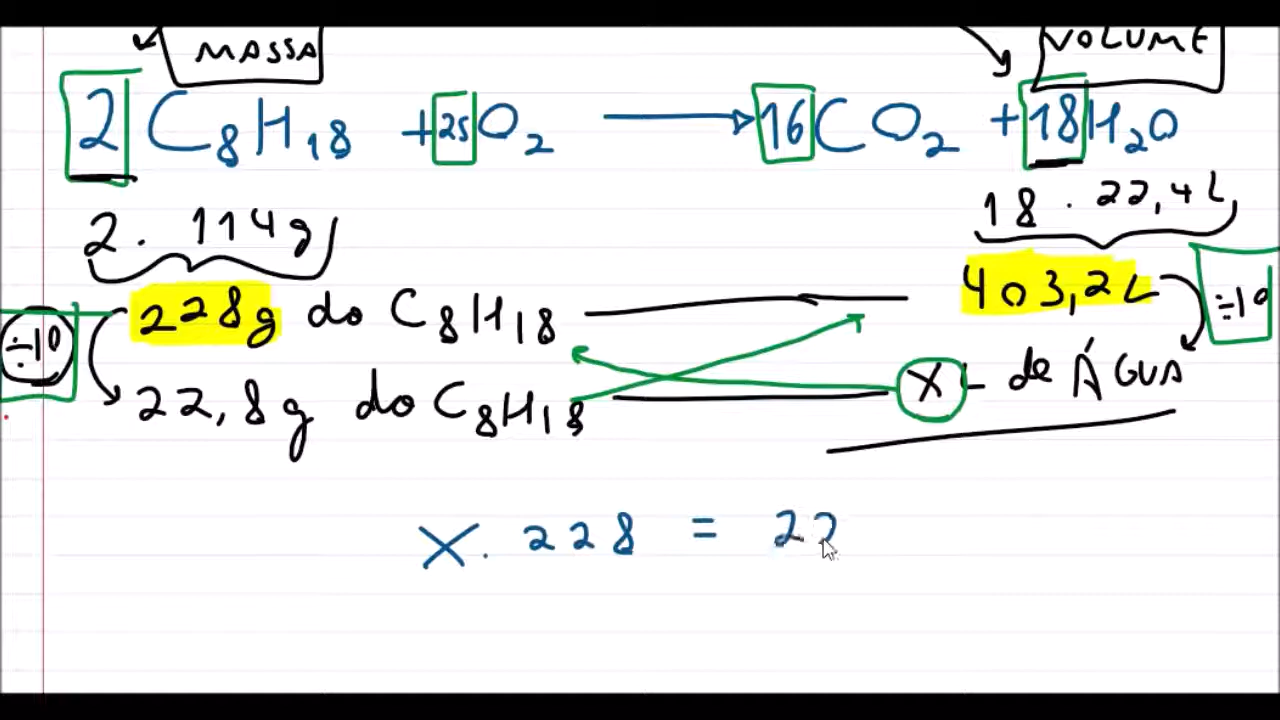 MASSA VOLUME
2 C8H18 + 25 O2 → 16 CO2 + 18 H2O
2 . 114g 18 . 22,4 L
÷10 228g do C8H18 403,2L ÷10
22,8g do C8H18 X L de ÁGUA
X . 228 = 22